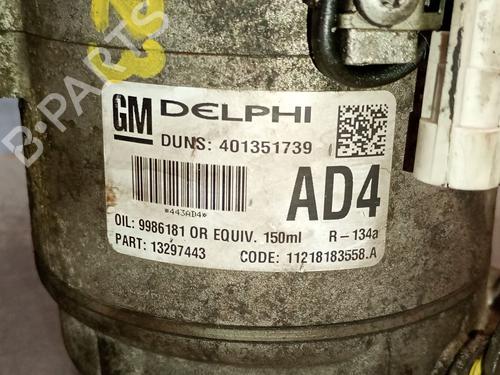 B-PARTS
GM DELPHI
DUNS: 401351739
*443AD4*
AD4
OIL: 9986181 OR EQUIV. 150ml R-134a
PART: 13297443 CODE: 11218183558.A